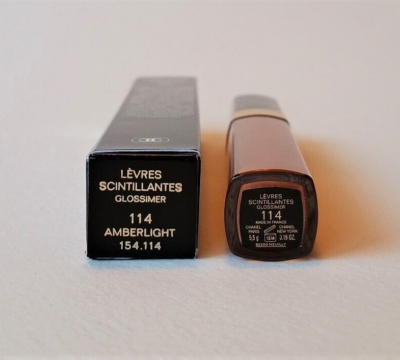 LÈVRES
SCINTILLANTES
GLOSSIMER
114
AMBERLIGHT
154.114
LÈVRES
SCINTILLANTES
GLOSSIMER
114
MADE IN FRANCE
CHANEL CHANEL
PARIS NEW YORK
5,5 g 18M 0.19 OZ.